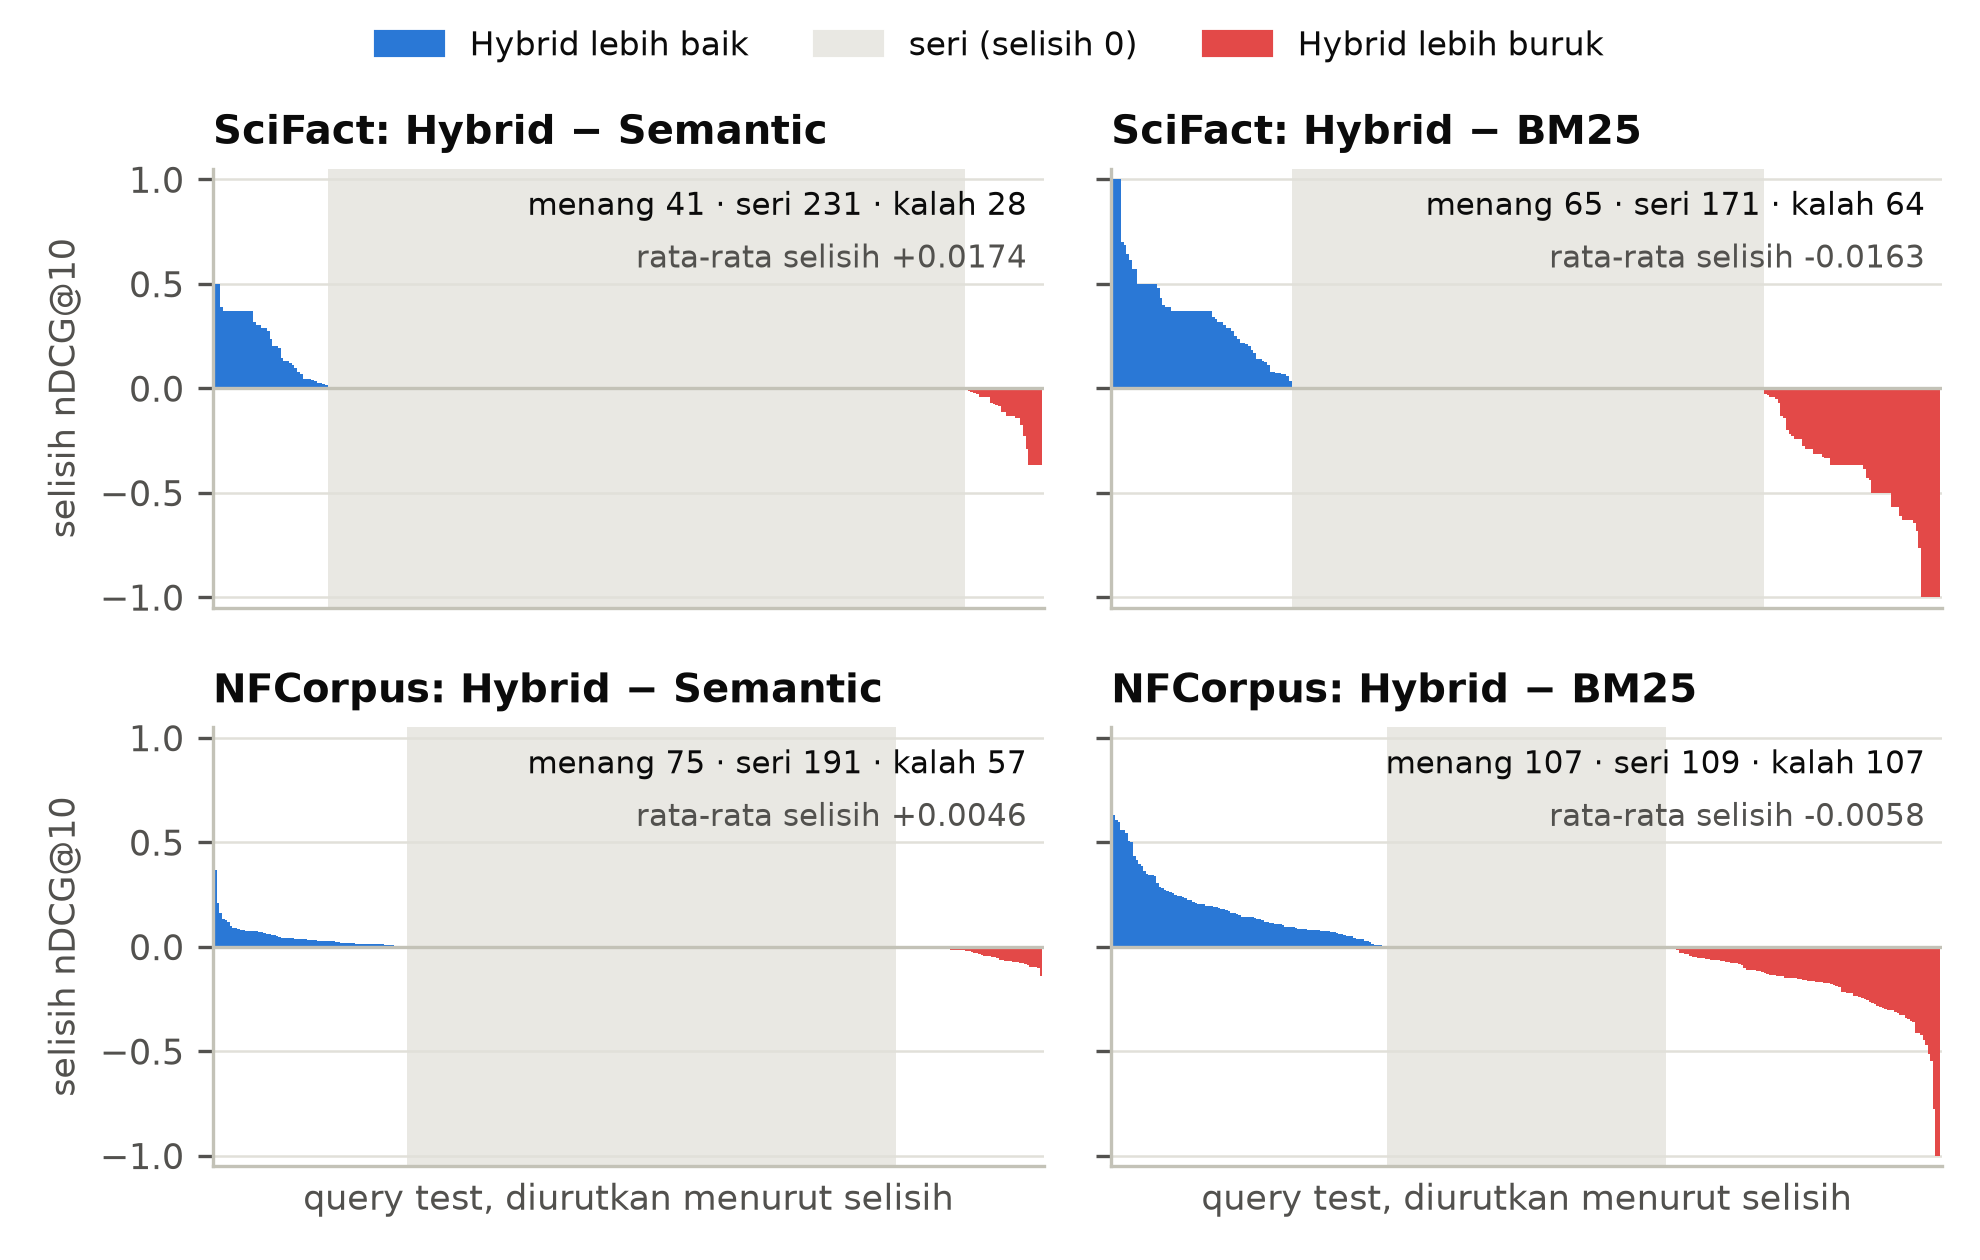 Hybrid lebih baik
seri (selisih 0)
Hybrid lebih buruk
SciFact: Hybrid − Semantic
menang 41 · seri 231 · kalah 28
rata-rata selisih +0.0174
selisih nDCG@10
1.0
0.5
0.0
−0.5
−1.0
SciFact: Hybrid − BM25
menang 65 · seri 171 · kalah 64
rata-rata selisih -0.0163
NFCorpus: Hybrid − Semantic
menang 75 · seri 191 · kalah 57
rata-rata selisih +0.0046
selisih nDCG@10
1.0
0.5
0.0
−0.5
−1.0
query test, diurutkan menurut selisih
NFCorpus: Hybrid − BM25
menang 107 · seri 109 · kalah 107
rata-rata selisih -0.0058
query test, diurutkan menurut selisih